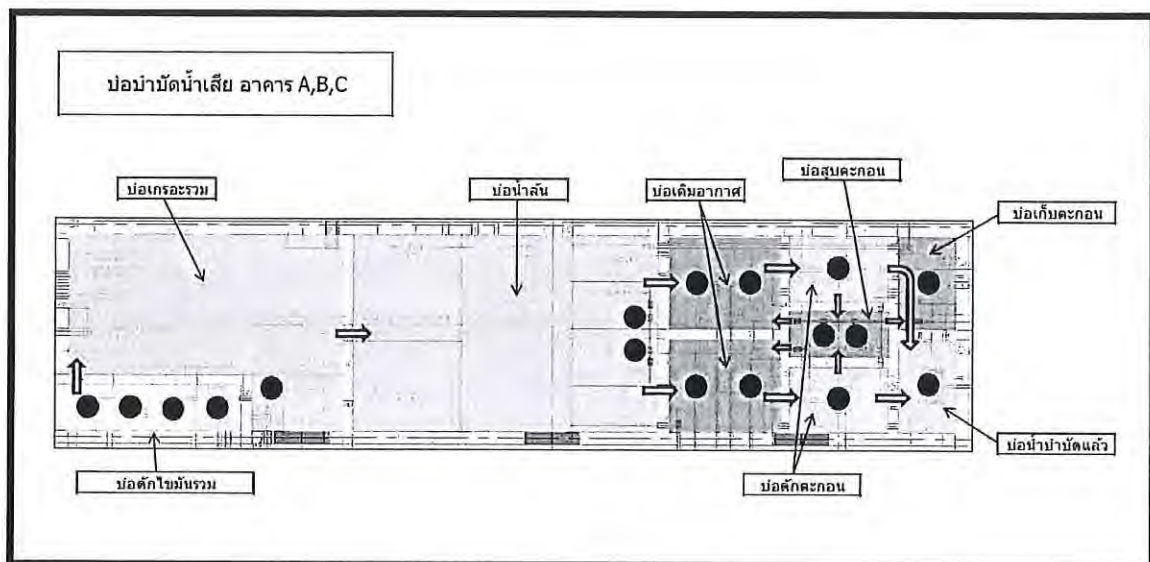 บ่อบำบัดน้ำเสีย อาคาร A,B,C
บ่อเกรอะรวม
บ่อน้ำล้น
บ่อเติมอากาศ
บ่อสูบตะกอน
บ่อเก็บตะกอน
บ่อดักไขมันรวม
บ่อดักตะกอน
บ่อน้ำบำบัดแล้ว